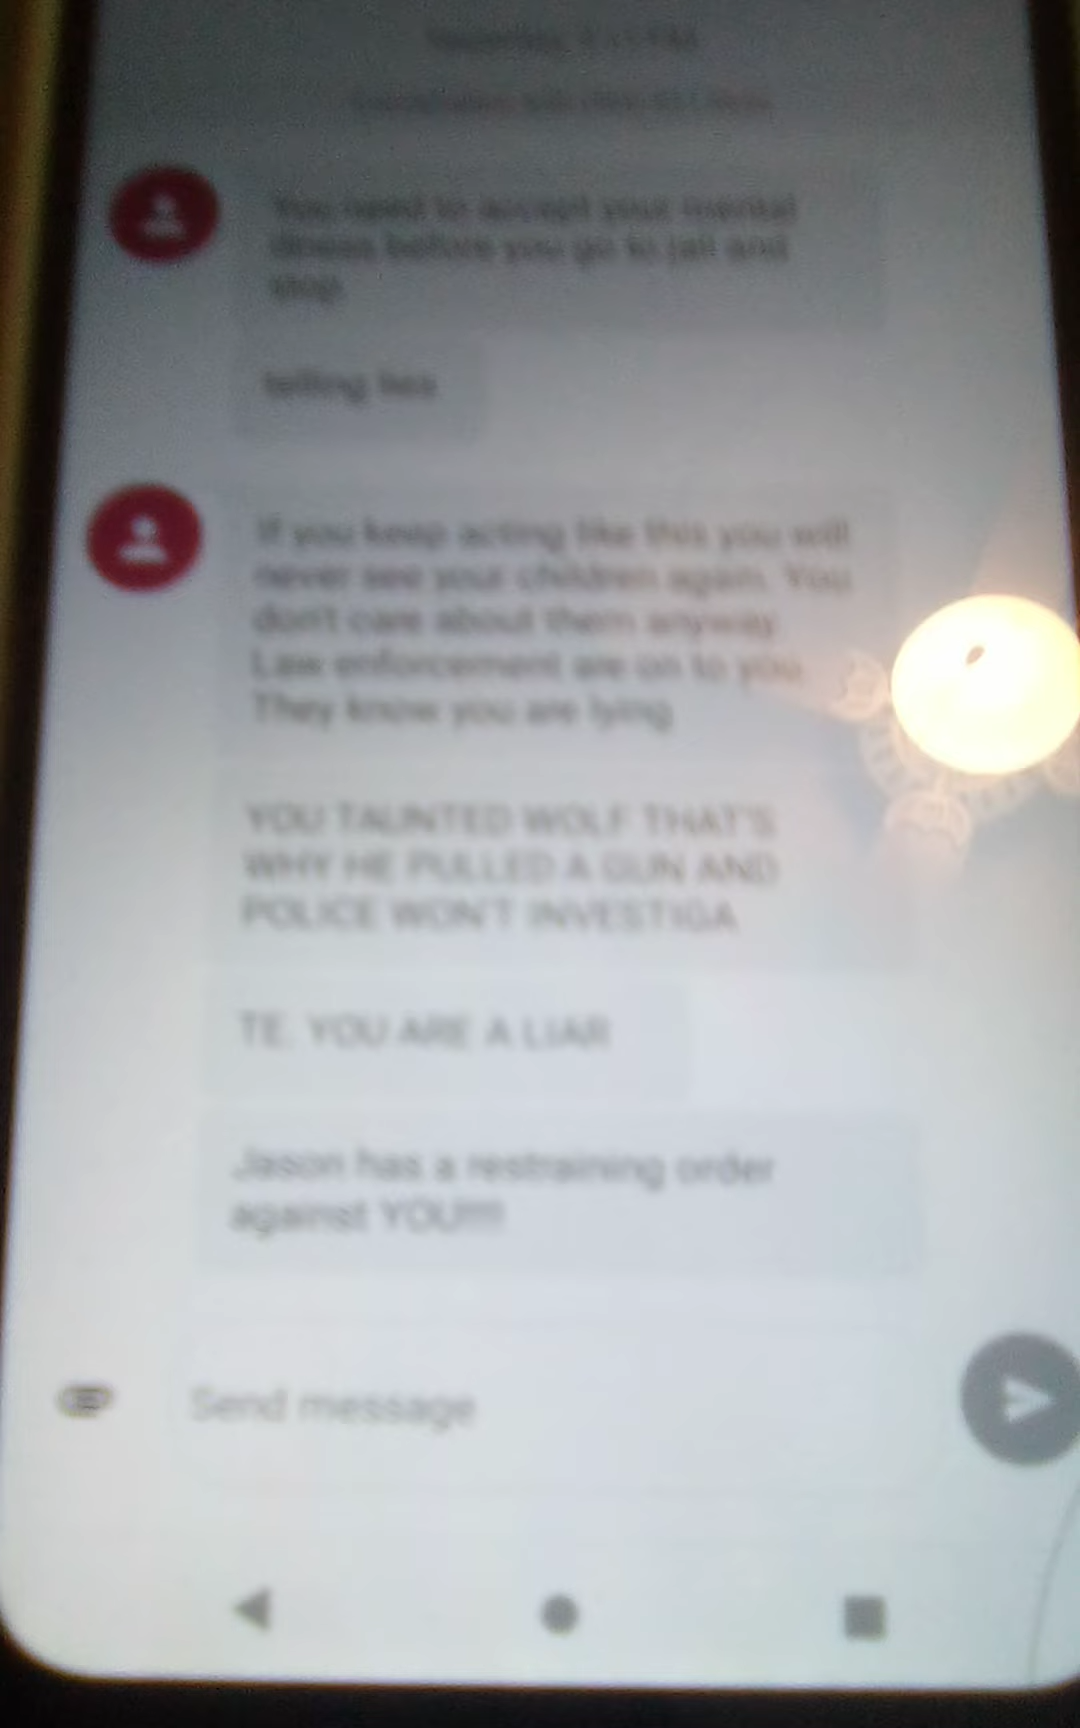 You need to accept your mental
illness before you go to jail and
stop
telling lies
If you keep acting like this you will
never see your children again. You
don't care about them anyway.
Law enforcement are on to you.
They know you are lying
YOU TAUNTED WOLF THAT'S
WHY HE PULLED A GUN AND
POLICE WON'T INVESTIGA
TE. YOU ARE A LIAR
Jason has a restraining order
against YOU!!!!
Send message